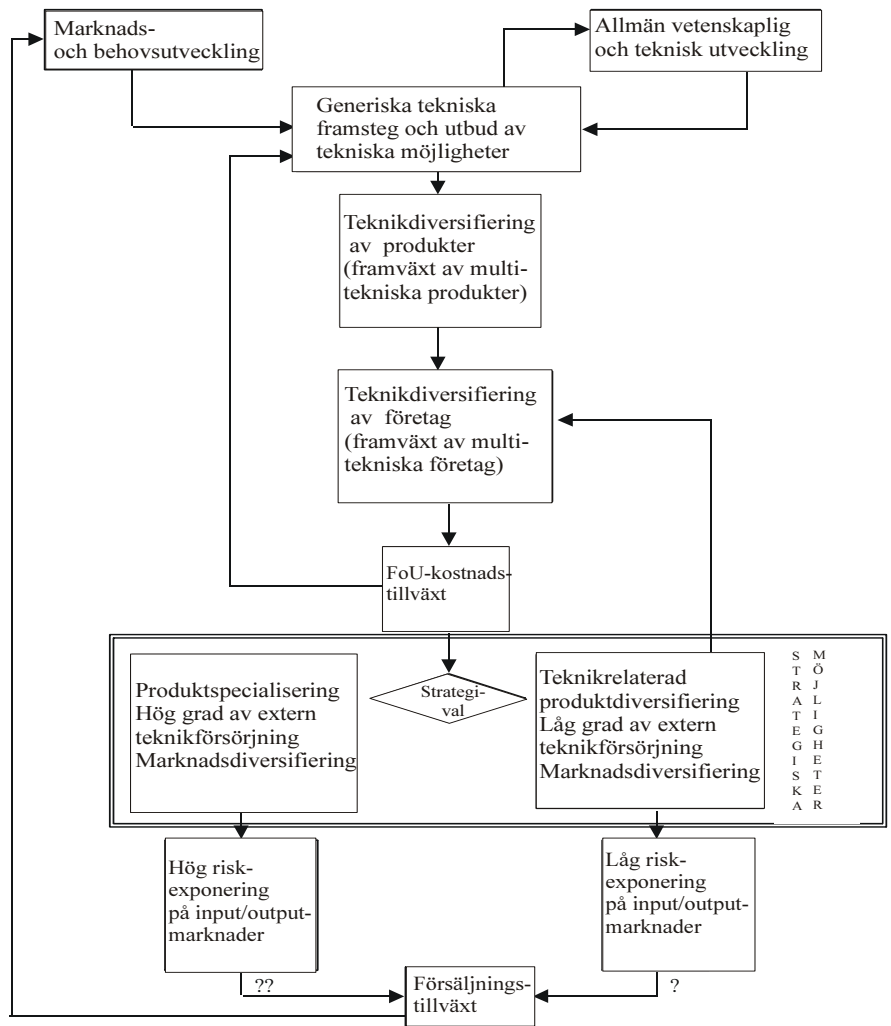 Marknads-
och behovsutveckling
Allmän vetenskaplig
och teknisk utveckling
Generiska tekniska
framsteg och utbud av
tekniska möjligheter
Teknikdiversifiering
av produkter
(framväxt av multi-
tekniska produkter)
Teknikdiversifiering
av företag
(framväxt av multi-
tekniska företag)
FoU-kostnads-
tillväxt
Produktspecialisering
Hög grad av extern
teknikförsörjning
Marknadsdiversifiering
Strategi-
val
Teknikrelaterad
produktdiversifiering
Låg grad av extern
teknikförsörjning
Marknadsdiversifiering
STRATEGISKA
MÖJLIGHETER
Hög risk-
exponering
på input/output-
marknader
Låg risk-
exponering
på input/output-
marknader
??
Försäljnings-
tillväxt
?